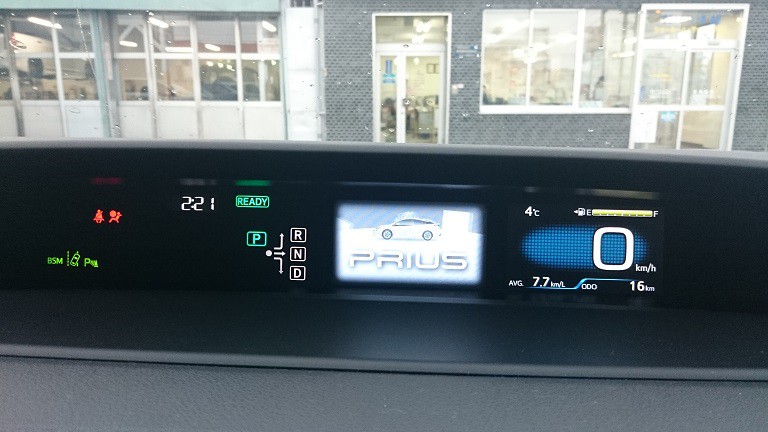 2:21 READY
P
R
N
D
BSM P
PRIUS
4℃
E F
0 km/h
AVG. 7.7 km/L ODO 16 km